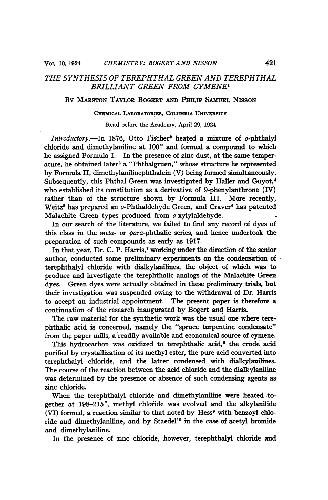 VOL. 10, 1924 CHEMISTRY: BOGERT AND NISSON 421
THE SYNTHESIS OF TEREPHTHAL GREEN AND TEREPHTHAL
BRILLIANT GREEN FROM CYMENE¹
BY MARSTON TAYLOR BOGERT AND PHILIP SAMUEL NISSON
CHEMICAL LABORATORIES, COLUMBIA UNIVERSITY
Read before the Academy, April 29, 1924
Introductory.—In 1876, Otto Fischer² heated a mixture of o-phthalyl
chloride and dimethylaniline at 100° and formed a compound to which
he assigned Formula I. In the presence of zinc dust, at the same temper-
ature, he obtained later³ a "Phthalgreen," whose structure he represented
by Formula II, dimethylanilinephthalein (V) being formed simultaneously.
Subsequently, this Phthal Green was investigated by Haller and Guyot,⁴
who established its constitution as a derivative of 9-phenylanthrone (IV)
rather than of the structure shown by Formula III. More recently,
Weitz⁵ has prepared an o-Phthaldehyde Green, and Craven⁶ has patented
Malachite Green types produced from o-xylylaldehyde.
In our search of the literature, we failed to find any record of dyes of
this class in the meta- or para-phthalic series, and hence undertook the
preparation of such compounds as early as 1917.
In that year, Dr. C. P. Harris,⁷ working under the direction of the senior
author, conducted some preliminary experiments on the condensation of
terephthalyl chloride with dialkylanilines, the object of which was to
produce and investigate the terephthalic analogs of the Malachite Green
dyes. Green dyes were actually obtained in these preliminary trials, but
their investigation was suspended owing to the withdrawal of Dr. Harris
to accept an industrial appointment. The present paper is therefore a
continuation of the research inaugurated by Bogert and Harris.
The raw material for the synthetic work was the usual one where tere-
phthalic acid is concerned, namely the "spruce turpentine condensate"
from the paper mills, a readily available and economical source of cymene.
This hydrocarbon was oxidized to terephthalic acid,⁸ the crude acid
purified by crystallization of its methyl ester, the pure acid converted into
terephthalyl chloride, and the latter condensed with dialkylanilines.
The course of the reaction between the acid chloride and the dialkylaniline
was determined by the presence or absence of such condensing agents as
zinc chloride.
When the terephthalyl chloride and dimethylaniline were heated to-
gether at 198–215°, methyl chloride was evolved and the alkylanilide
(VI) formed, a reaction similar to that noted by Hess⁹ with benzoyl chlo-
ride and dimethylaniline, and by Staedel¹⁰ in the case of acetyl bromide
and dimethylaniline.
In the presence of zinc chloride, however, terephthalyl chloride and